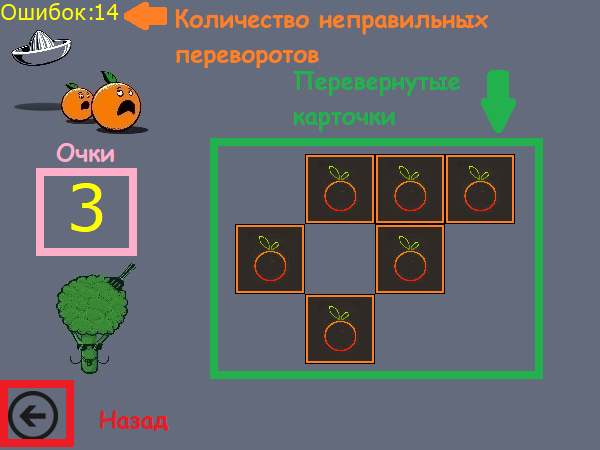 Ошибок:14
Количество неправильных
переворотов
Перевернутые
карточки
Очки
3
Назад